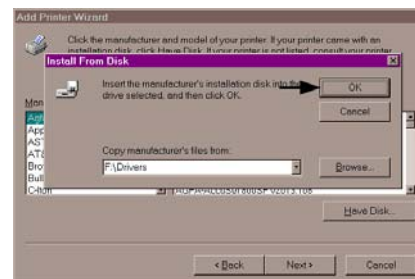 Add Printer Wizard
Click the manufacturer and model of your printer. If your printer came with an
installation disk, click Have Disk. If your printer is not listed, consult your printer
Install From Disk
Insert the manufacturer's installation disk into the
drive selected, and then click OK.
OK
Cancel
Copy manufacturer's files from:
F:\Drivers
Browse...
Have Disk...
< Back
Next >
Cancel